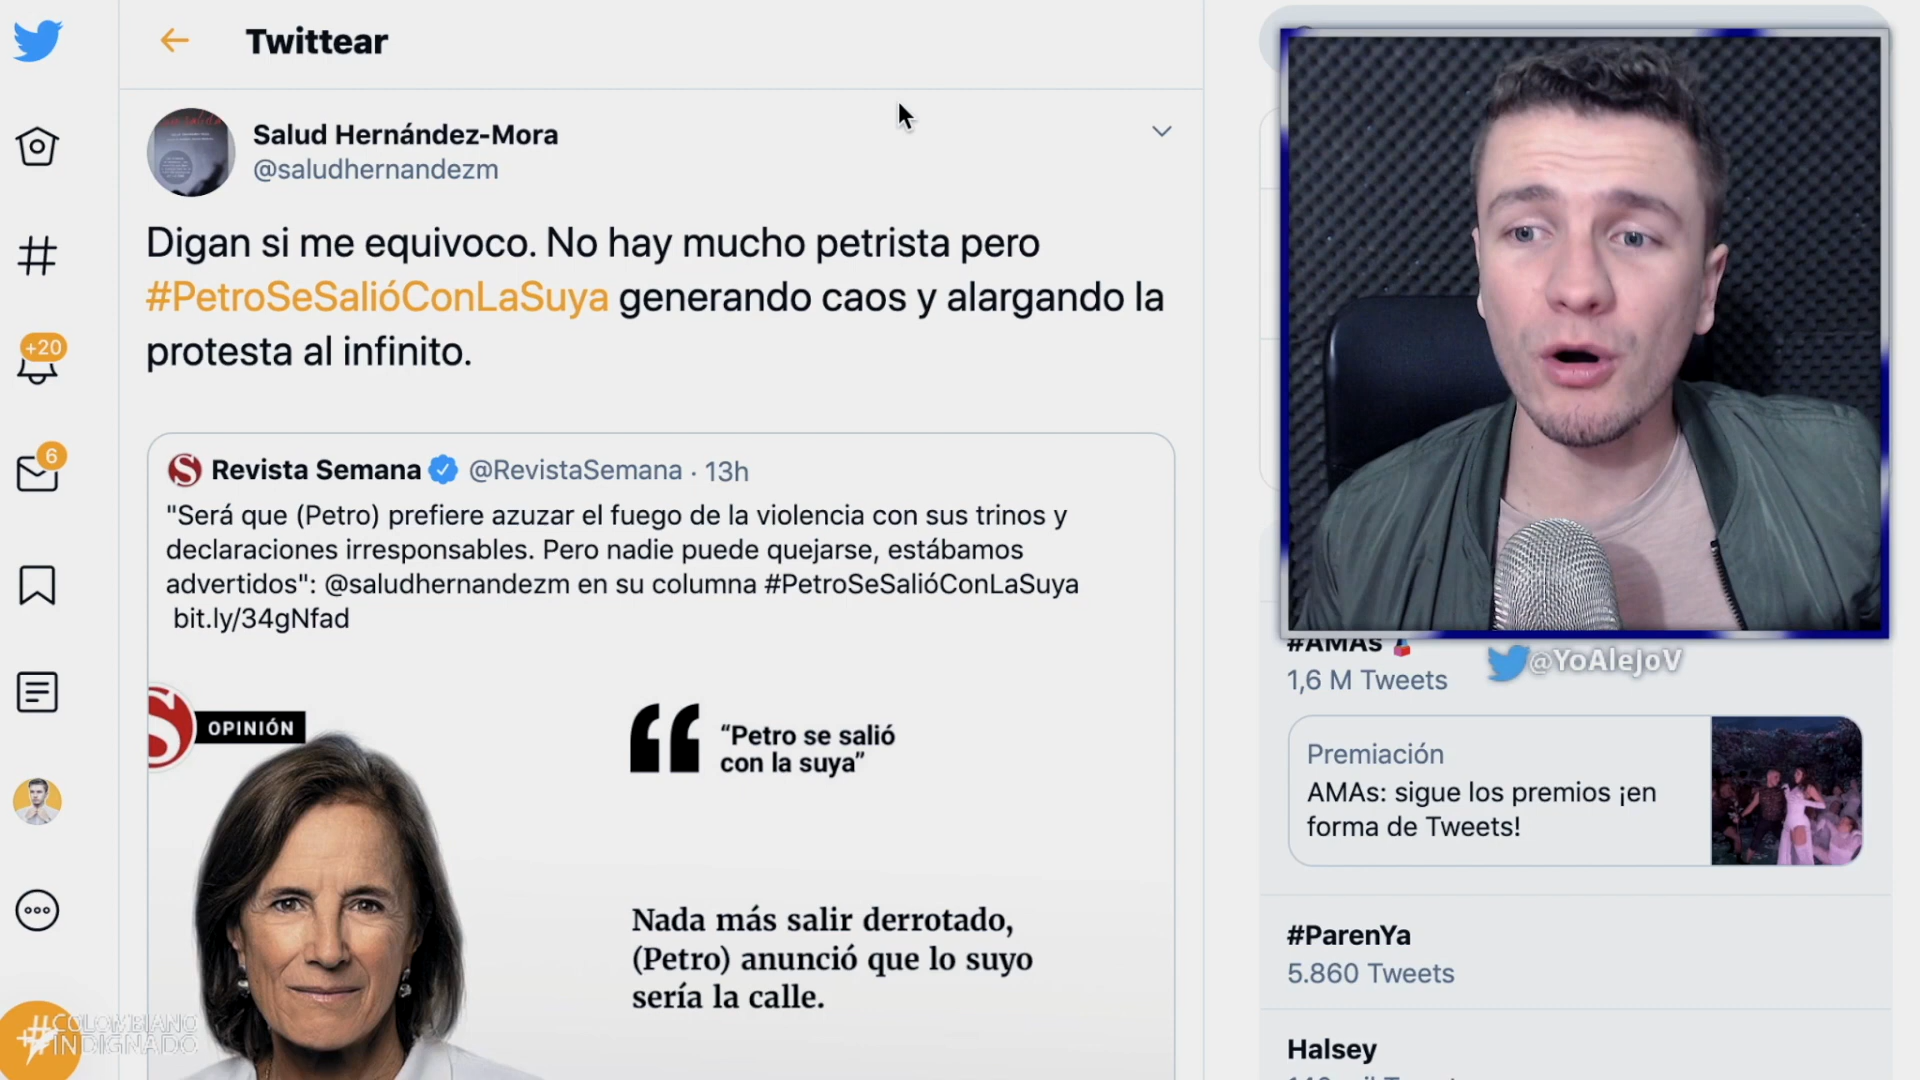 Twittear
Salud Hernández-Mora
@saludhernandezm
Digan si me equivoco. No hay mucho petrista pero
#PetroSeSalióConLaSuya generando caos y alargando la
protesta al infinito.
Revista Semana @RevistaSemana · 13h
"Será que (Petro) prefiere azuzar el fuego de la violencia con sus trinos y
declaraciones irresponsables. Pero nadie puede quejarse, estábamos
advertidos": @saludhernandezm en su columna #PetroSeSalióConLaSuya
bit.ly/34gNfad
OPINIÓN
“Petro se salió
con la suya”
Nada más salir derrotado,
(Petro) anunció que lo suyo
sería la calle.
+20
6
#COLOMBIANO
INDIGNADO
@YoAleJoV
#AMAs
1,6 M Tweets
Premiación
AMAs: sigue los premios ¡en
forma de Tweets!
#ParenYa
5.860 Tweets
Halsey